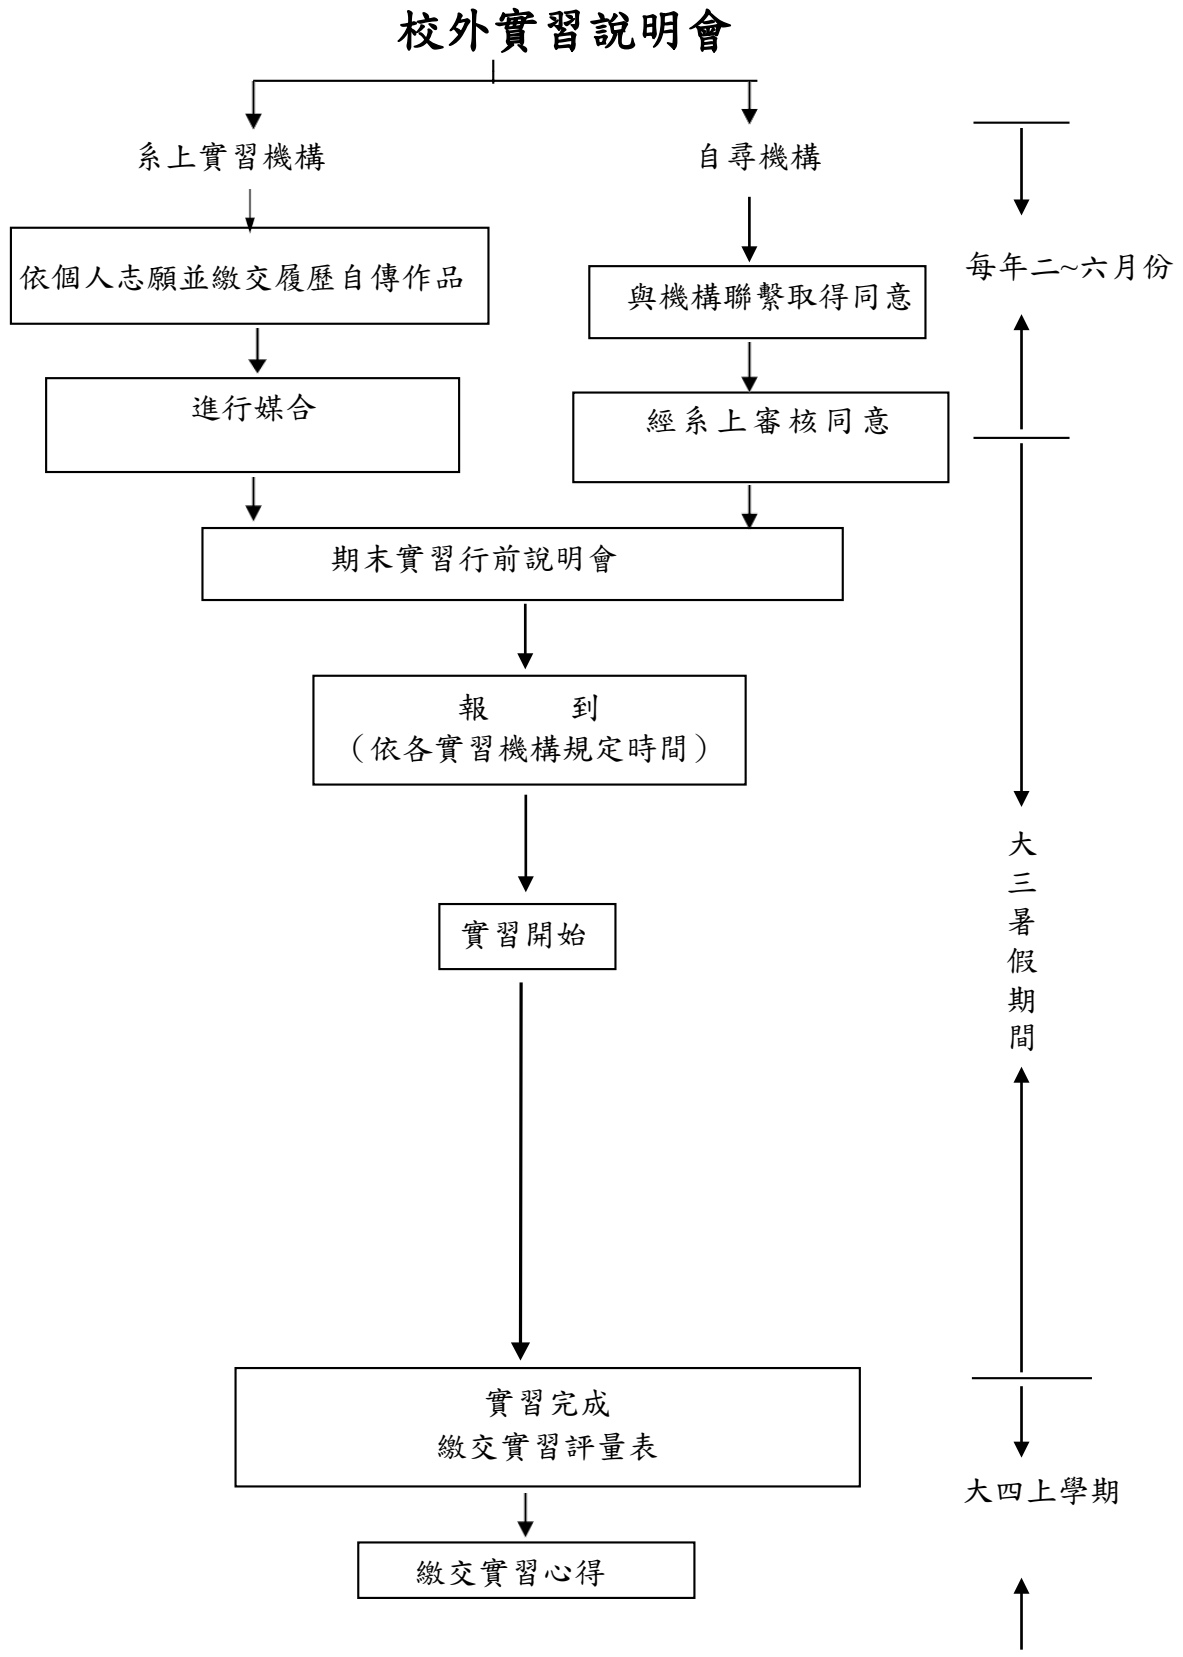 校外實習說明會
系上實習機構
自尋機構
依個人志願並繳交履歷自傳作品
與機構聯繫取得同意
每年二~六月份
進行媒合
經系上審核同意
期末實習行前說明會
報 到
（依各實習機構規定時間）
實習開始
大三暑假期間
實習完成
繳交實習評量表
大四上學期
繳交實習心得